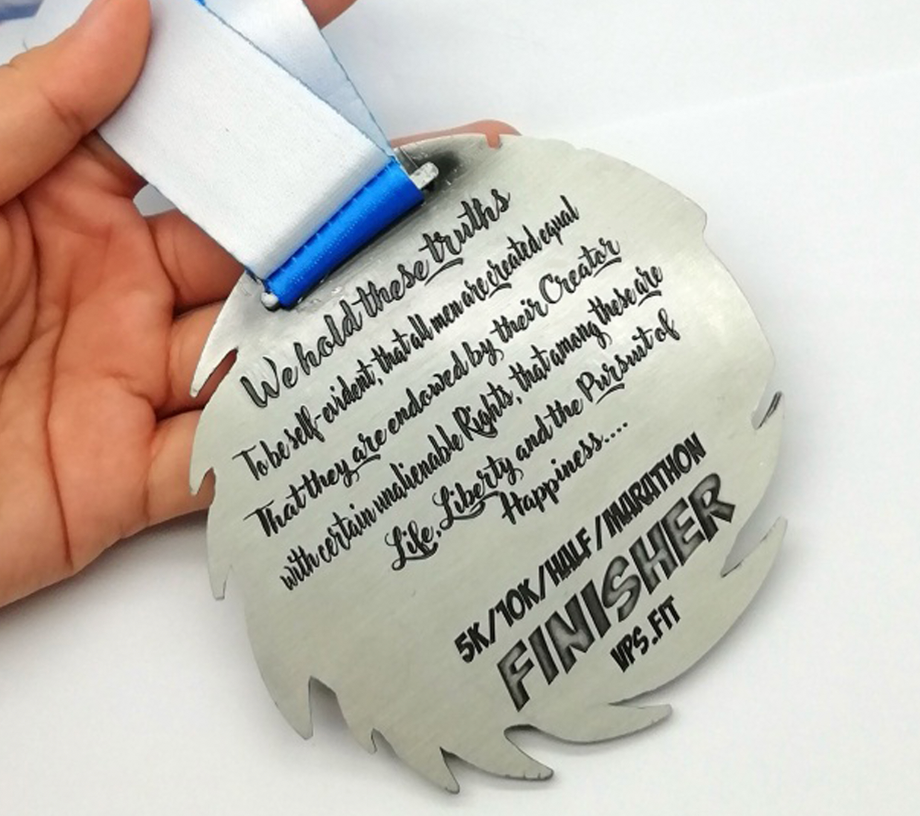 We hold these truths
To be self-evident, that all men are created equal
That they are endowed by their Creator
with certain unalienable Rights, that among these are
Life, Liberty and the Pursuit of
Happiness....
5K/10K/HALF/MARATHON
FINISHER
VPS.FIT